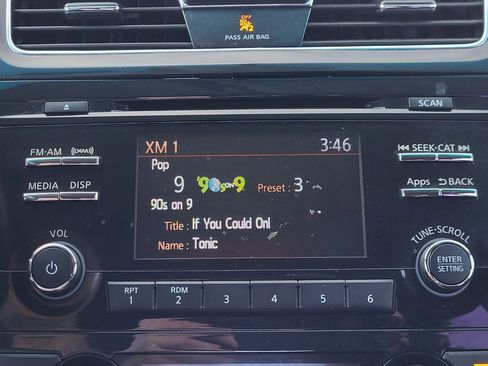 OFF
PASS AIR BAG
SCAN
FM·AM
((XM))
XM 1 3:46
SEEK·CAT
Pop
9 '90s on 9 Preset : 3
MEDIA DISP
Apps BACK
90s on 9
Title : If You Could Onl
Name : Tonic
VOL
TUNE·SCROLL
ENTER
SETTING
RPT
1
RDM
2
3
4
5
6